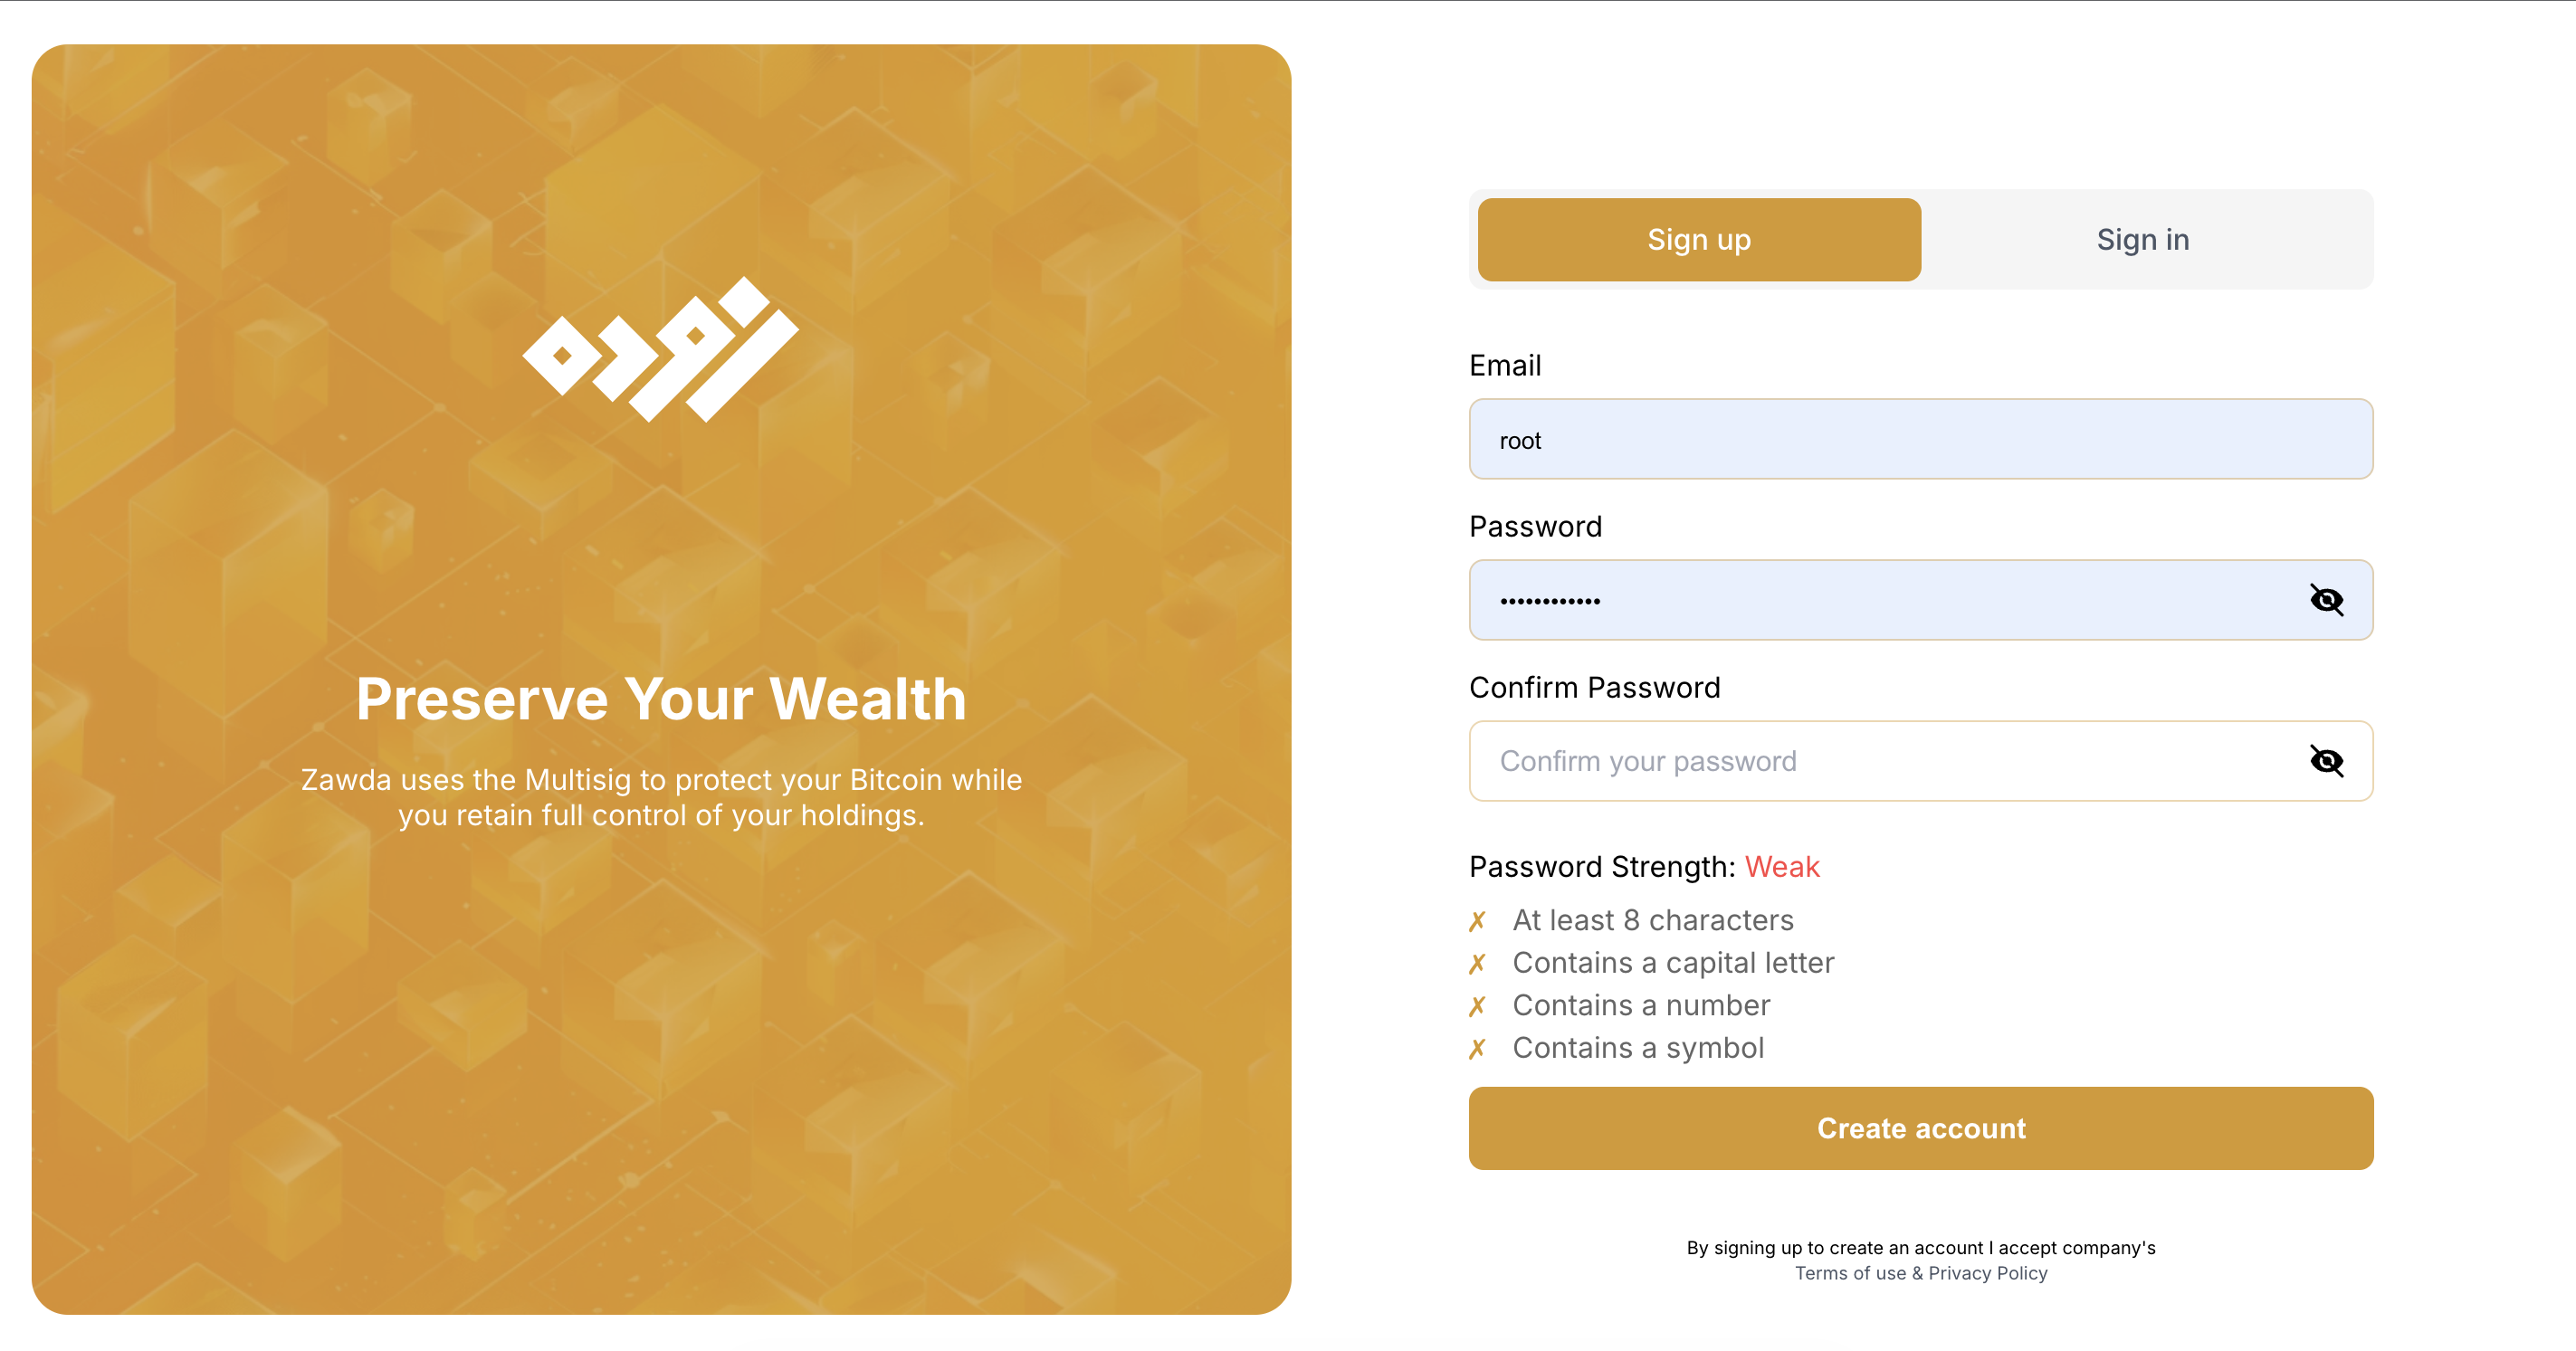 زوده
Preserve Your Wealth
Zawda uses the Multisig to protect your Bitcoin while
you retain full control of your holdings.
Sign up
Sign in
Email
root
Password
••••••••••••
Confirm Password
Confirm your password
Password Strength: Weak
✗ At least 8 characters
✗ Contains a capital letter
✗ Contains a number
✗ Contains a symbol
Create account
By signing up to create an account I accept company's
Terms of use & Privacy Policy